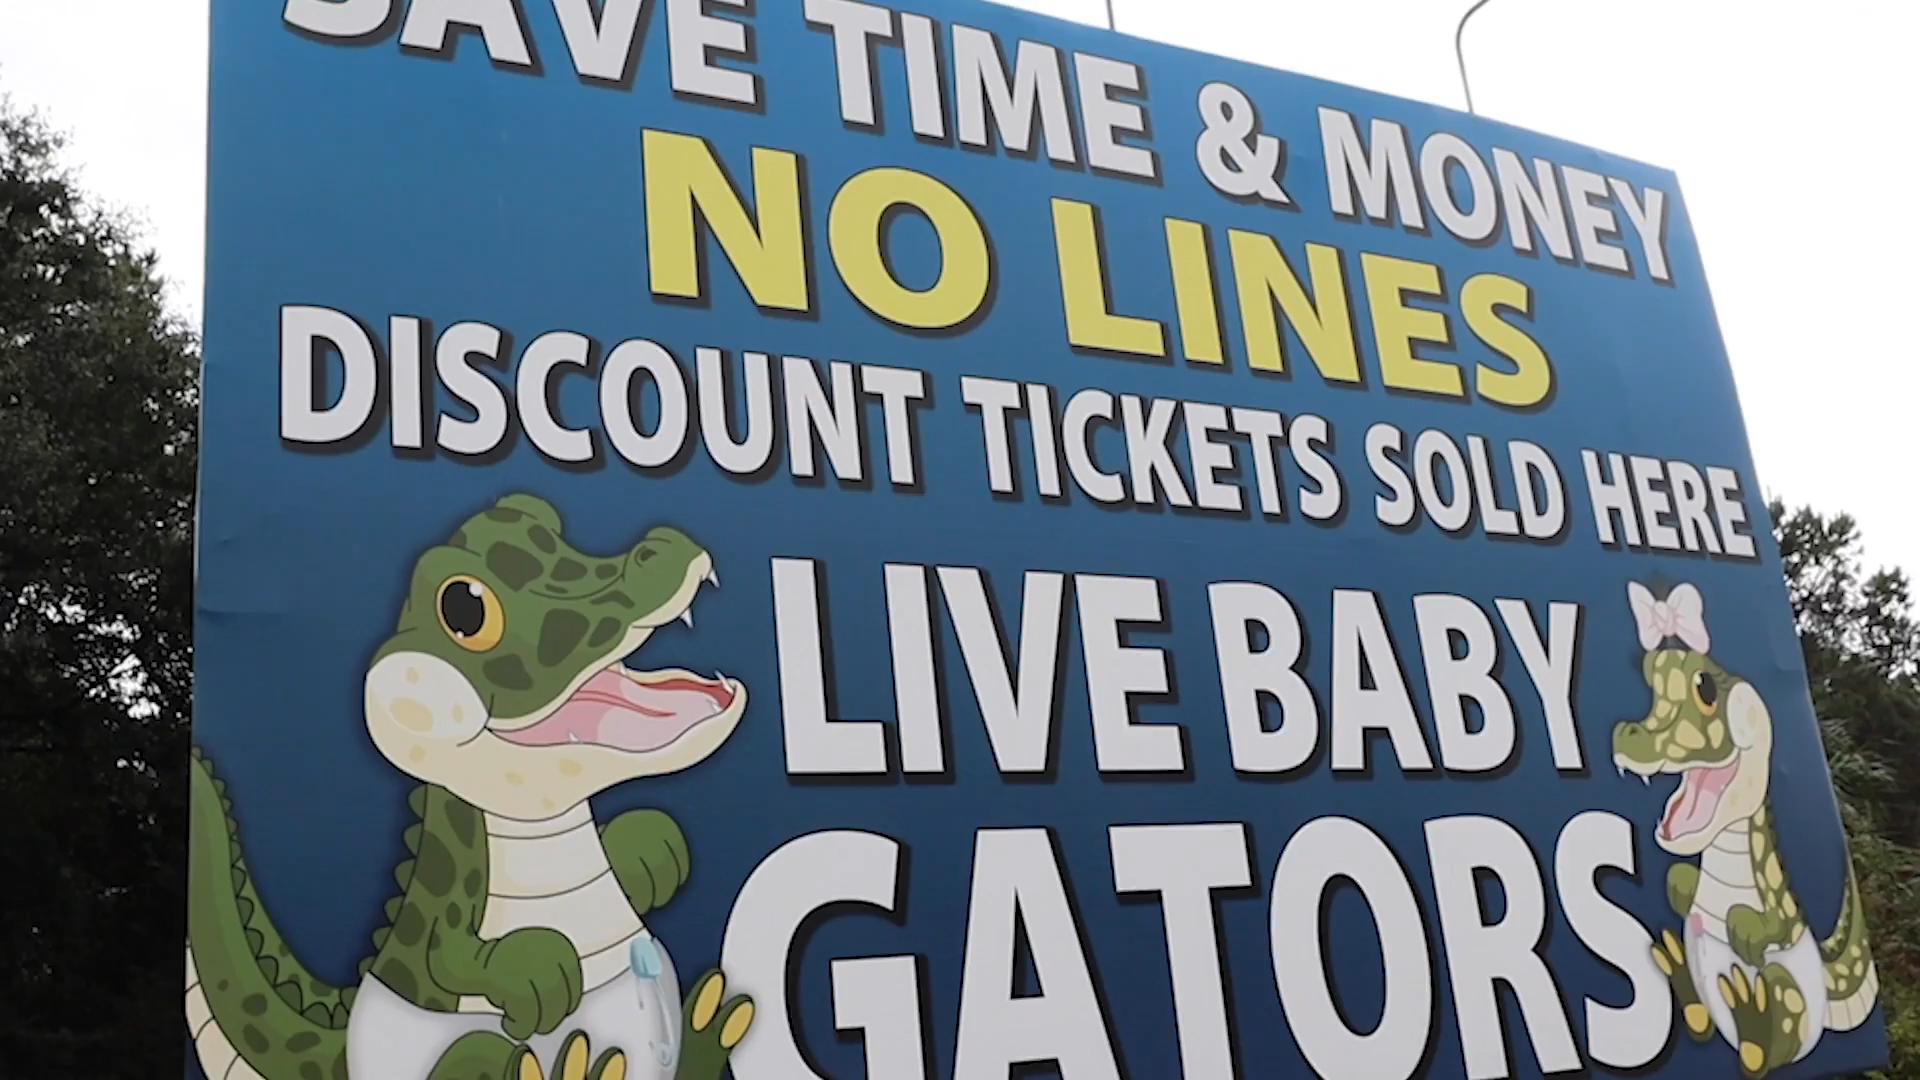 SAVE TIME & MONEY
NO LINES
DISCOUNT TICKETS SOLD HERE
LIVE BABY
GATORS